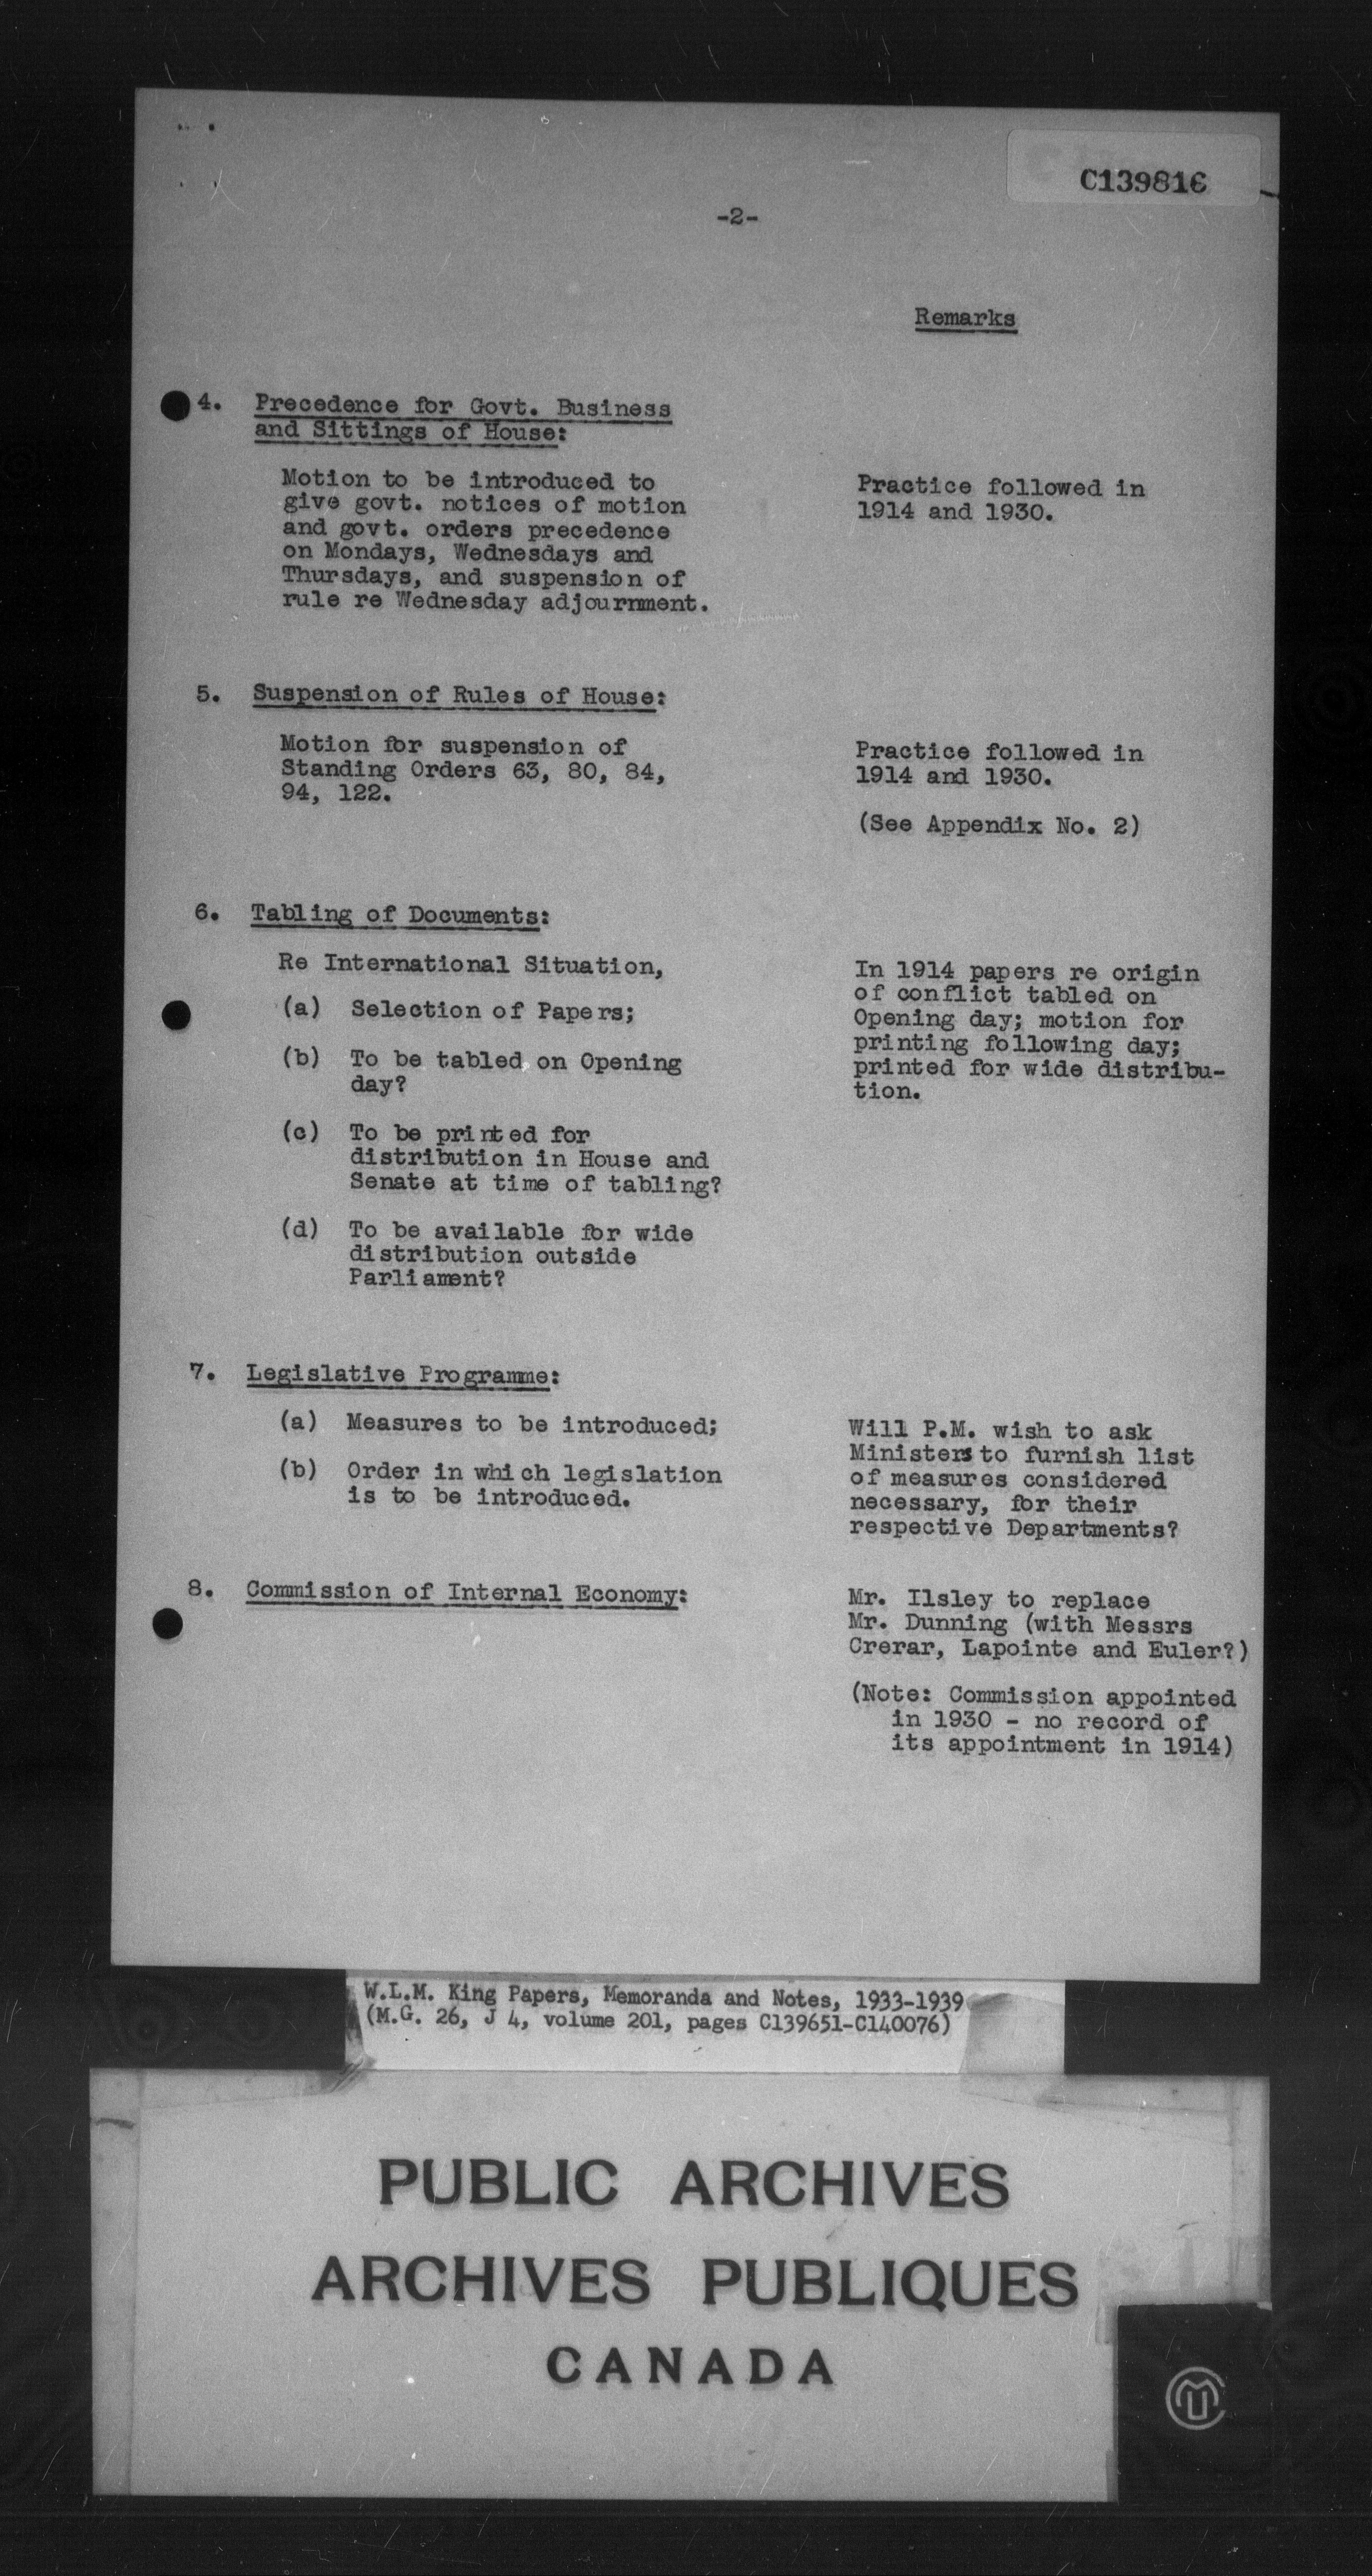 C139816
-2-
Remarks
4. Precedence for Govt. Business
and Sittings of House:
Motion to be introduced to
give govt. notices of motion
and govt. orders precedence
on Mondays, Wednesdays and
Thursdays, and suspension of
rule re Wednesday adjournment.
Practice followed in
1914 and 1930.
5. Suspension of Rules of House:
Motion for suspension of
Standing Orders 63, 80, 84,
94, 122.
Practice followed in
1914 and 1930.
(See Appendix No. 2)
6. Tabling of Documents:
Re International Situation,
(a) Selection of Papers;
(b) To be tabled on Opening
day?
(c) To be printed for
distribution in House and
Senate at time of tabling?
(d) To be available for wide
distribution outside
Parliament?
In 1914 papers re origin
of conflict tabled on
Opening day; motion for
printing following day;
printed for wide distribu-
tion.
7. Legislative Programme:
(a) Measures to be introduced;
(b) Order in which legislation
is to be introduced.
Will P.M. wish to ask
Ministers to furnish list
of measures considered
necessary, for their
respective Departments?
8. Commission of Internal Economy:
Mr. Ilsley to replace
Mr. Dunning (with Messrs
Crerar, Lapointe and Euler?)
(Note: Commission appointed
in 1930 - no record of
its appointment in 1914)
W.L.M. King Papers, Memoranda and Notes, 1933-1939
(M.G. 26, J 4, volume 201, pages C139651-C140076)
PUBLIC ARCHIVES
ARCHIVES PUBLIQUES
CANADA